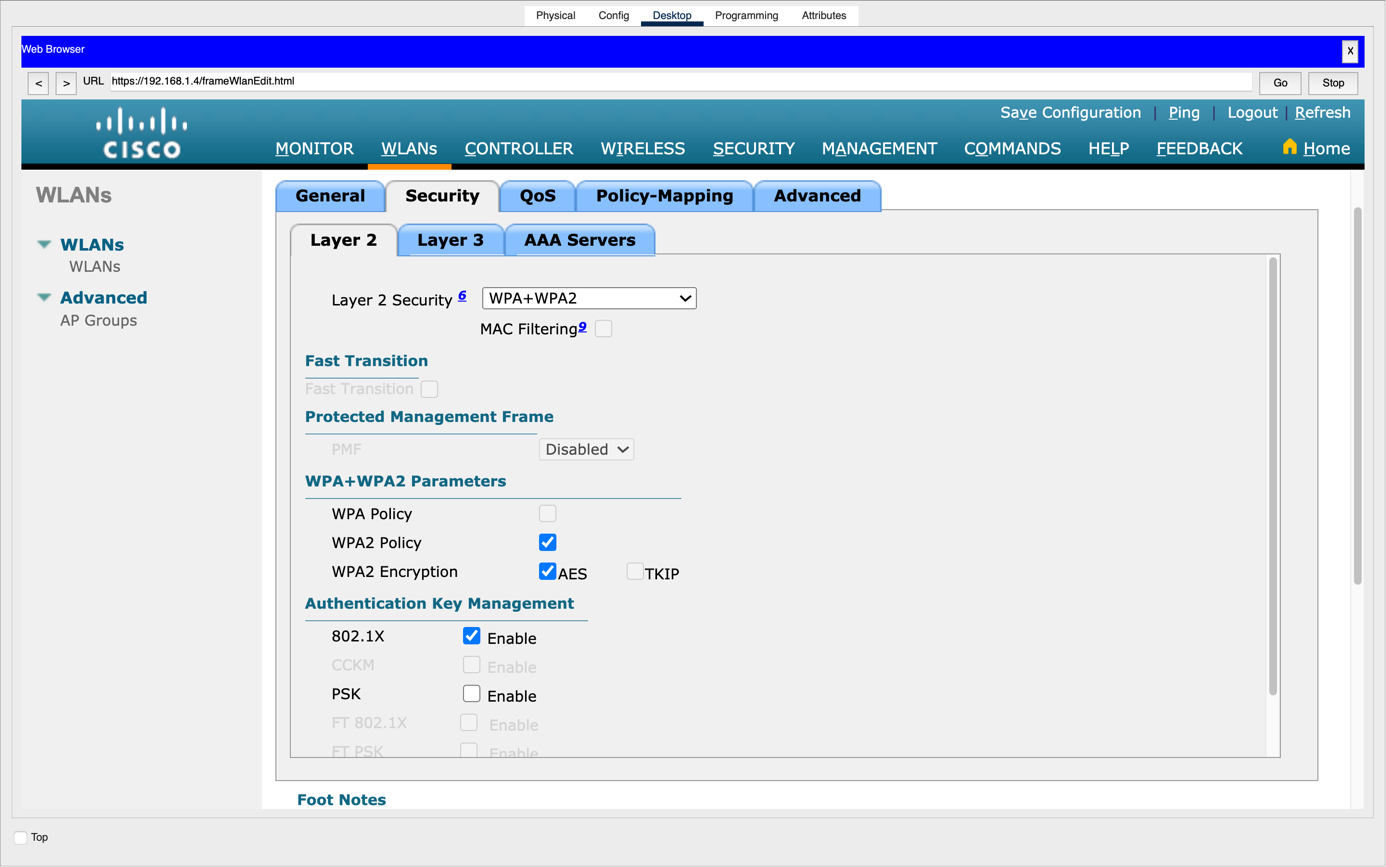 Physical Config Desktop Programming Attributes
Web Browser X
< > URL https://192.168.1.4/frameWlanEdit.html Go Stop
Save Configuration | Ping | Logout | Refresh
CISCO
MONITOR WLANs CONTROLLER WIRELESS SECURITY MANAGEMENT COMMANDS HELP FEEDBACK Home
WLANs
WLANs
WLANs
Advanced
AP Groups
General Security QoS Policy-Mapping Advanced
Layer 2 Layer 3 AAA Servers
Layer 2 Security 6 WPA+WPA2
MAC Filtering9
Fast Transition
Fast Transition
Protected Management Frame
PMF Disabled
WPA+WPA2 Parameters
WPA Policy
WPA2 Policy
WPA2 Encryption AES TKIP
Authentication Key Management
802.1X Enable
CCKM Enable
PSK Enable
FT 802.1X Enable
FT PSK Enable
Foot Notes
Top